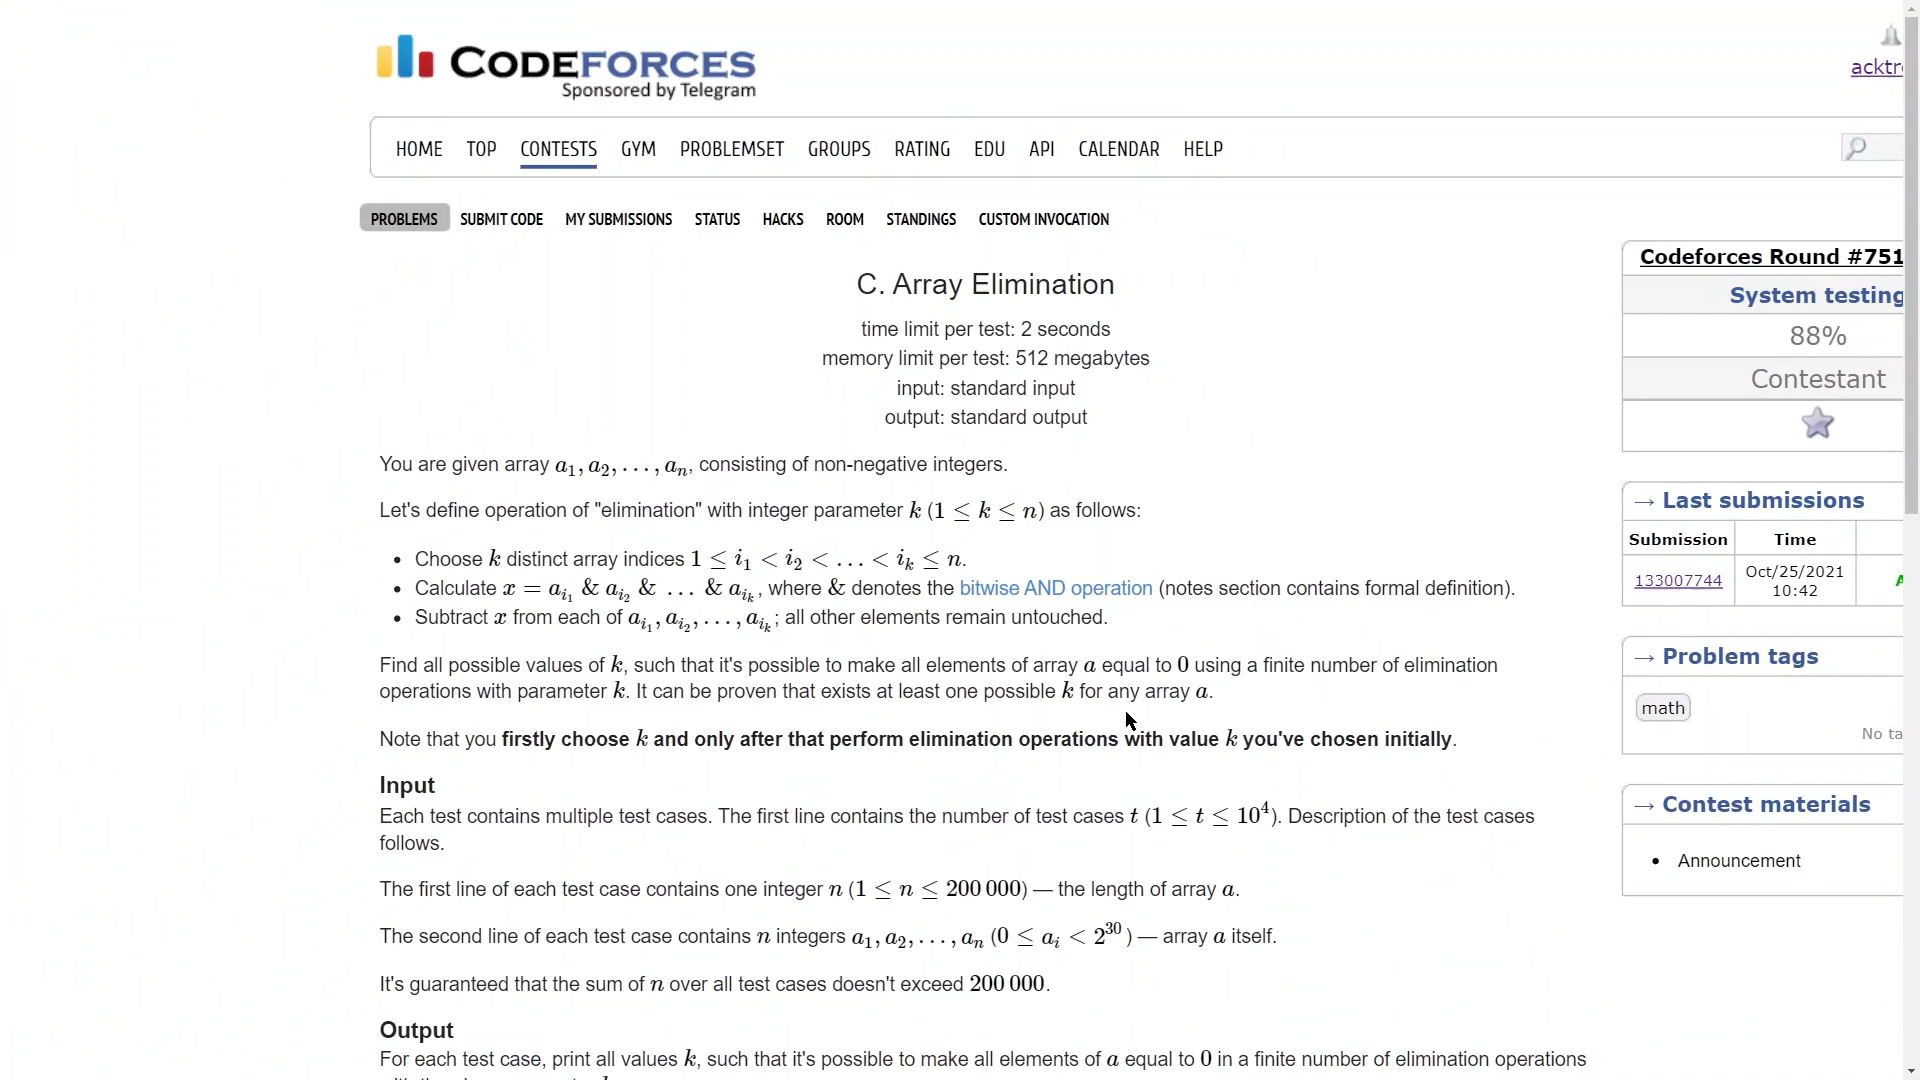 CODEFORCES
Sponsored by Telegram
acktr
HOME TOP CONTESTS GYM PROBLEMSET GROUPS RATING EDU API CALENDAR HELP
PROBLEMS SUBMIT CODE MY SUBMISSIONS STATUS HACKS ROOM STANDINGS CUSTOM INVOCATION
C. Array Elimination
time limit per test: 2 seconds
memory limit per test: 512 megabytes
input: standard input
output: standard output
You are given array a₁, a₂, …, aₙ, consisting of non-negative integers.
Let's define operation of "elimination" with integer parameter k (1 ≤ k ≤ n) as follows:
• Choose k distinct array indices 1 ≤ i₁ < i₂ < … < iₖ ≤ n.
• Calculate x = a_{i₁} & a_{i₂} & … & a_{iₖ}, where & denotes the bitwise AND operation (notes section contains formal definition).
• Subtract x from each of a_{i₁}, a_{i₂}, …, a_{iₖ}; all other elements remain untouched.
Find all possible values of k, such that it's possible to make all elements of array a equal to 0 using a finite number of elimination
operations with parameter k. It can be proven that exists at least one possible k for any array a.
Note that you firstly choose k and only after that perform elimination operations with value k you've chosen initially.
Input
Each test contains multiple test cases. The first line contains the number of test cases t (1 ≤ t ≤ 10⁴). Description of the test cases
follows.
The first line of each test case contains one integer n (1 ≤ n ≤ 200 000) — the length of array a.
The second line of each test case contains n integers a₁, a₂, …, aₙ (0 ≤ aᵢ < 2³⁰) — array a itself.
It's guaranteed that the sum of n over all test cases doesn't exceed 200 000.
Output
For each test case, print all values k, such that it's possible to make all elements of a equal to 0 in a finite number of elimination operations
Codeforces Round #751
System testing
88%
Contestant
→ Last submissions
Submission Time
133007744 Oct/25/2021
10:42 A
→ Problem tags
math
No ta
→ Contest materials
• Announcement